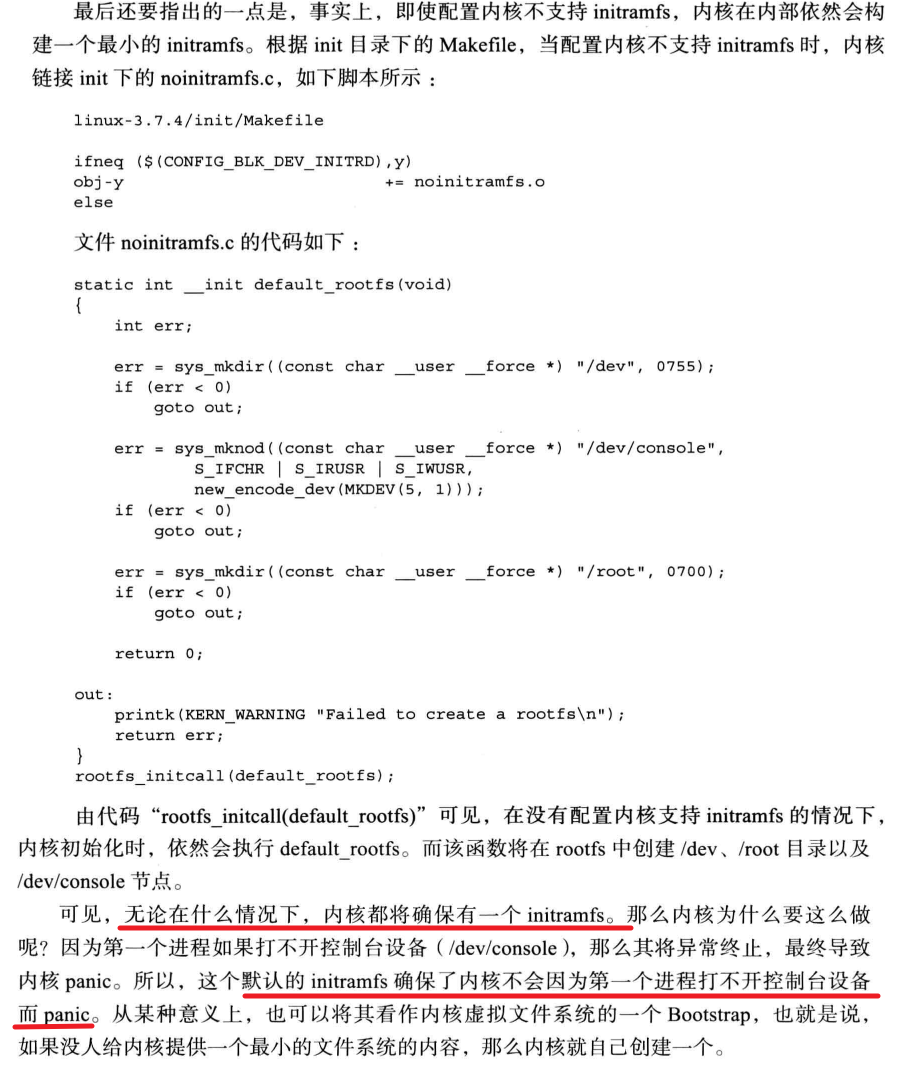 最后还要指出的一点是，事实上，即使配置内核不支持 initramfs，内核在内部依然会构
建一个最小的 initramfs。根据 init 目录下的 Makefile，当配置内核不支持 initramfs 时，内核
链接 init 下的 noinitramfs.c，如下脚本所示：
linux-3.7.4/init/Makefile
ifneq ($(CONFIG_BLK_DEV_INITRD),y)
obj-y                          += noinitramfs.o
else
文件 noinitramfs.c 的代码如下：
static int __init default_rootfs(void)
{
    int err;
    err = sys_mkdir((const char __user __force *) "/dev", 0755);
    if (err < 0)
        goto out;
    err = sys_mknod((const char __user __force *) "/dev/console",
            S_IFCHR | S_IRUSR | S_IWUSR,
            new_encode_dev(MKDEV(5, 1)));
    if (err < 0)
        goto out;
    err = sys_mkdir((const char __user __force *) "/root", 0700);
    if (err < 0)
        goto out;
    return 0;
out:
    printk(KERN_WARNING "Failed to create a rootfs\n");
    return err;
}
rootfs_initcall(default_rootfs);
由代码“rootfs_initcall(default_rootfs)”可见，在没有配置内核支持 initramfs 的情况下，
内核初始化时，依然会执行 default_rootfs。而该函数将在 rootfs 中创建 /dev、/root 目录以及
/dev/console 节点。
可见，无论在什么情况下，内核都将确保有一个 initramfs。那么内核为什么要这么做
呢？因为第一个进程如果打不开控制台设备（/dev/console），那么其将异常终止，最终导致
内核 panic。所以，这个默认的 initramfs 确保了内核不会因为第一个进程打不开控制台设备
而 panic。从某种意义上，也可以将其看作内核虚拟文件系统的一个 Bootstrap，也就是说，
如果没人给内核提供一个最小的文件系统的内容，那么内核就自己创建一个。